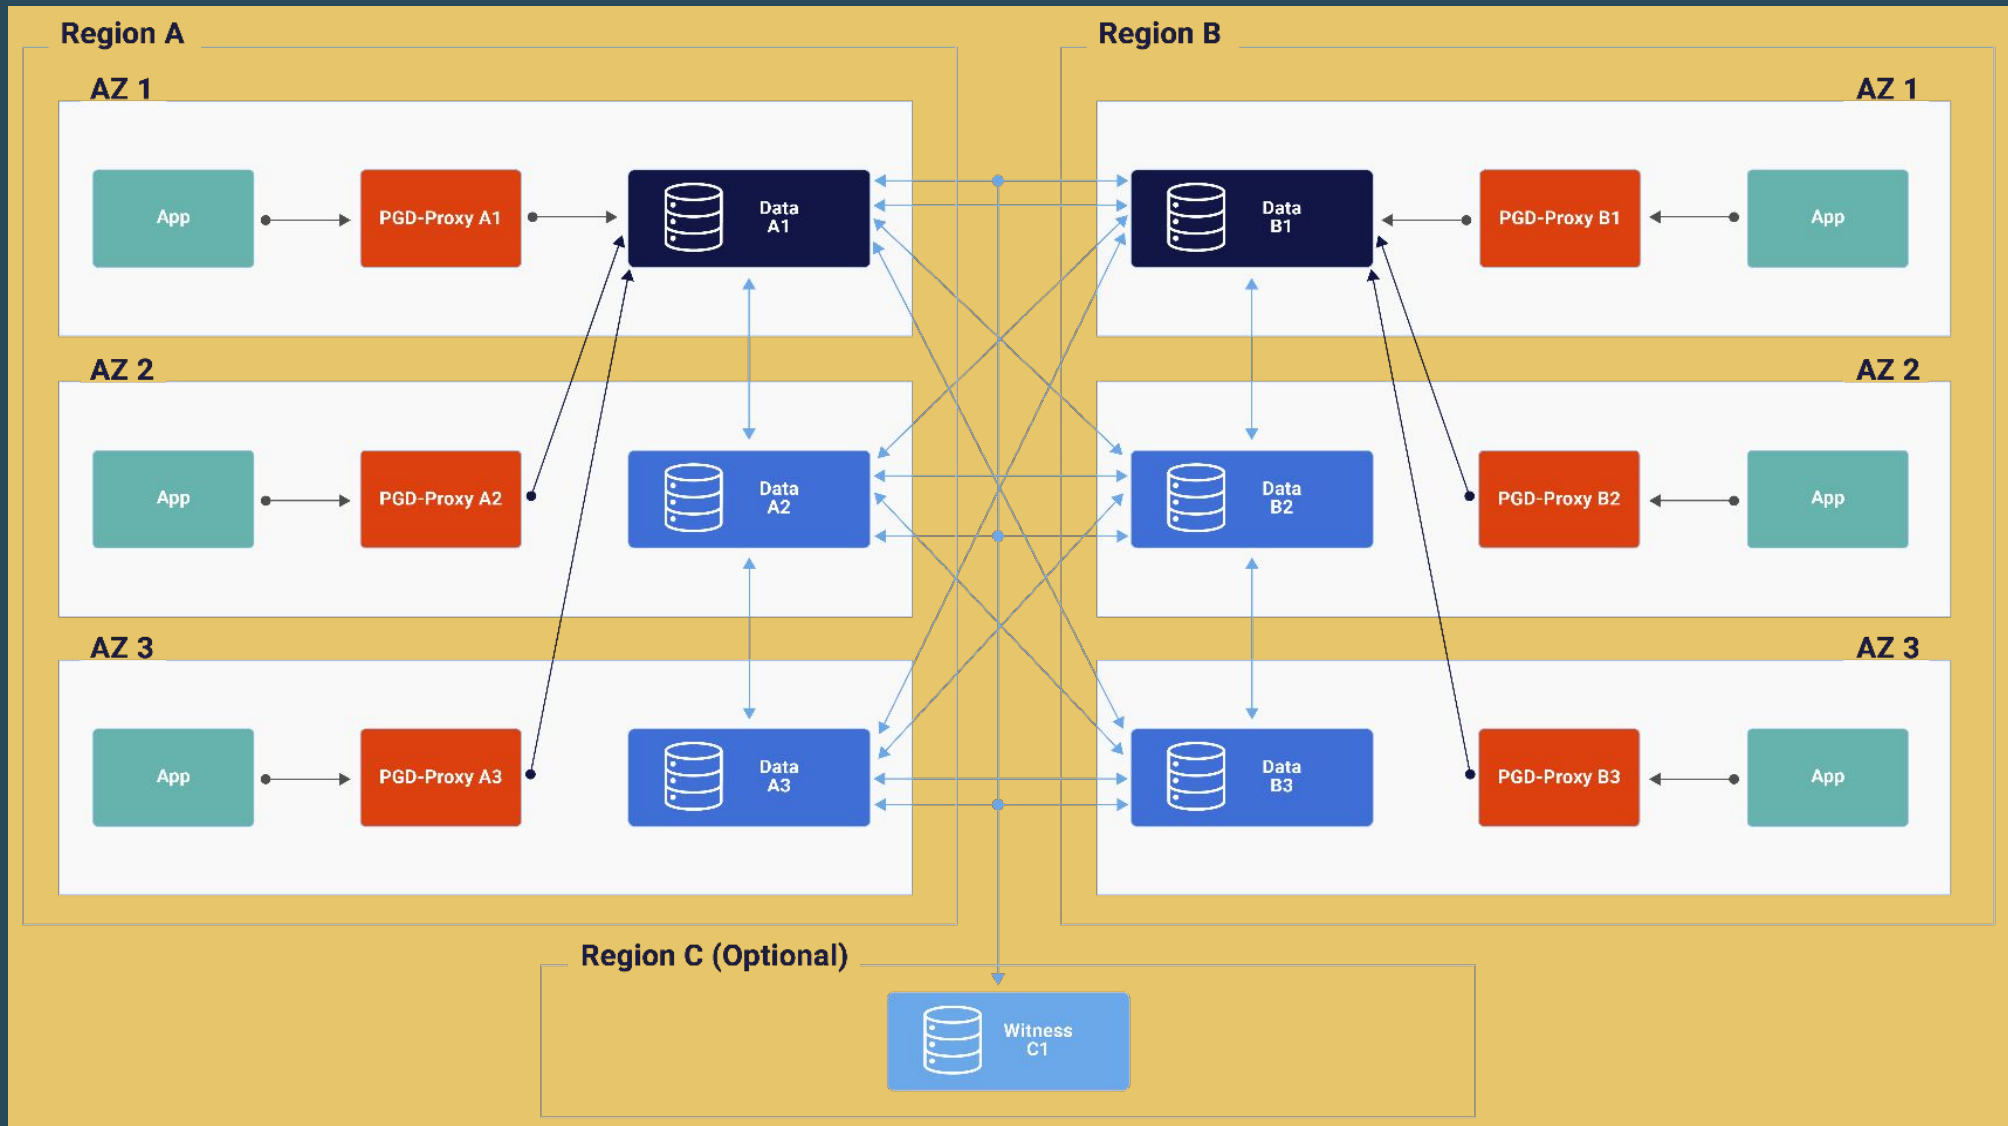 Region A
Region B
AZ 1
AZ 1
App
PGD-Proxy A1
Data
A1
Data
B1
PGD-Proxy B1
App
AZ 2
AZ 2
App
PGD-Proxy A2
Data
A2
Data
B2
PGD-Proxy B2
App
AZ 3
AZ 3
App
PGD-Proxy A3
Data
A3
Data
B3
PGD-Proxy B3
App
Region C (Optional)
Witness
C1